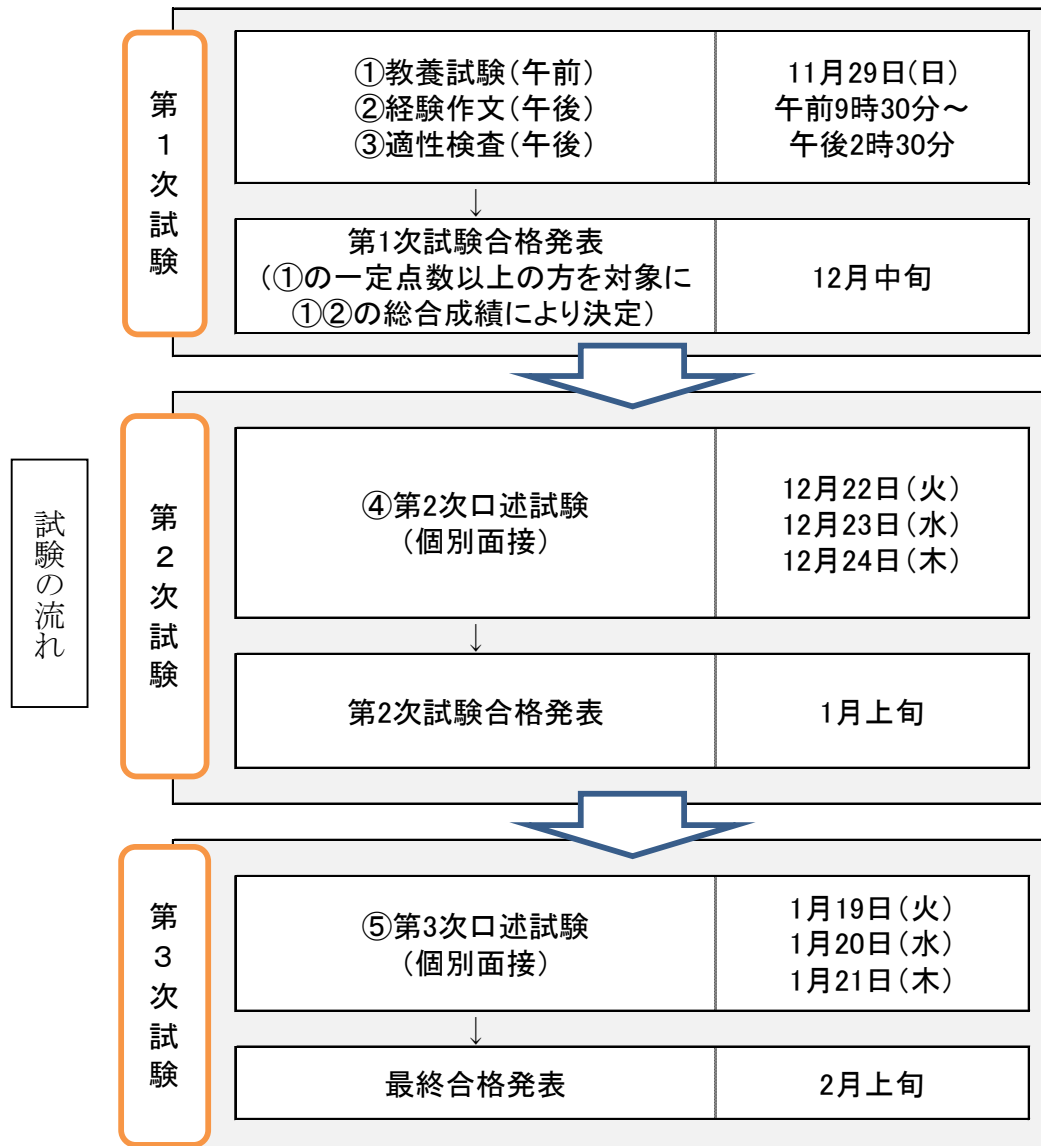 試験の流れ
第1次試験
①教養試験(午前)
②経験作文(午後)
③適性検査(午後)
11月29日(日)
午前9時30分～
午後2時30分
↓
第1次試験合格発表
(①の一定点数以上の方を対象に
①②の総合成績により決定)
12月中旬
第2次試験
④第2次口述試験
(個別面接)
12月22日(火)
12月23日(水)
12月24日(木)
↓
第2次試験合格発表
1月上旬
第3次試験
⑤第3次口述試験
(個別面接)
1月19日(火)
1月20日(水)
1月21日(木)
↓
最終合格発表
2月上旬